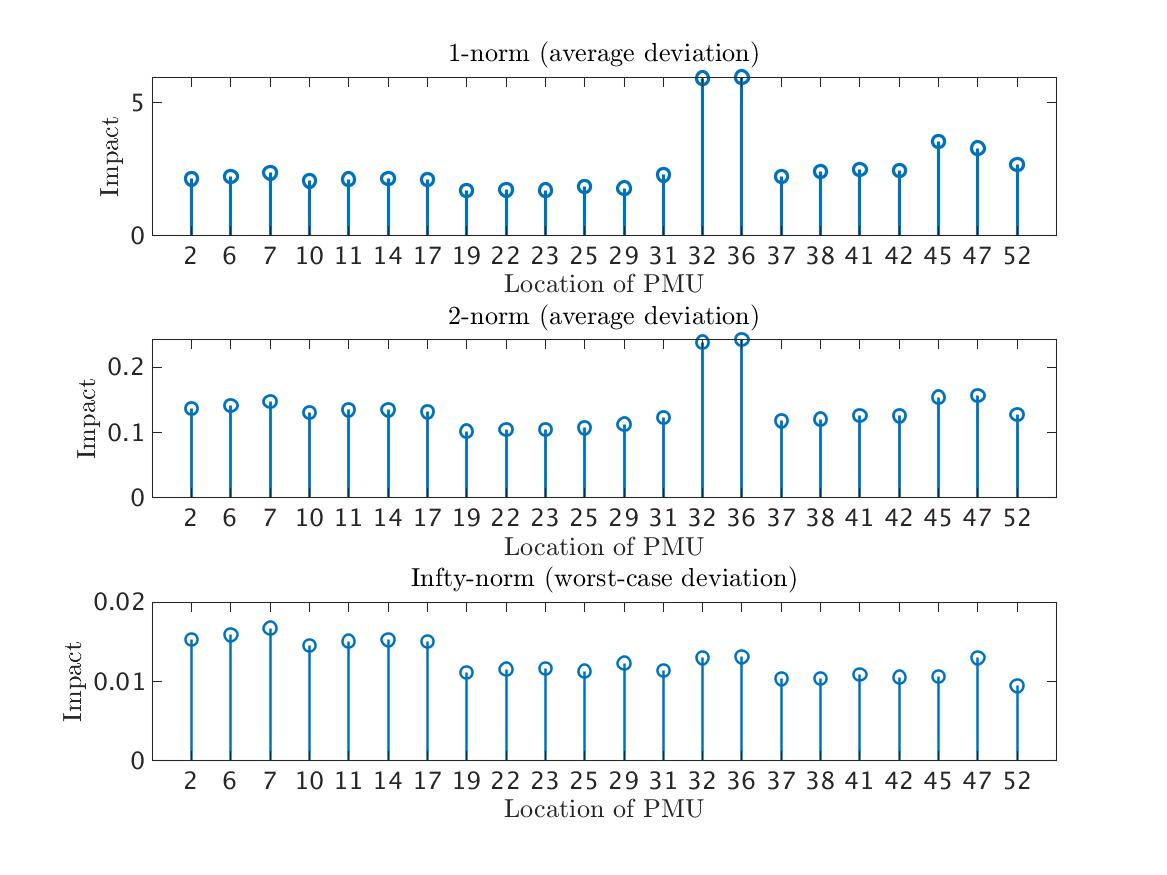 1-norm (average deviation)
5
0
Impact
2 6 7 10 11 14 17 19 22 23 25 29 31 32 36 37 38 41 42 45 47 52
Location of PMU
2-norm (average deviation)
0.2
0.1
0
Impact
2 6 7 10 11 14 17 19 22 23 25 29 31 32 36 37 38 41 42 45 47 52
Location of PMU
Infty-norm (worst-case deviation)
0.02
0.01
0
Impact
2 6 7 10 11 14 17 19 22 23 25 29 31 32 36 37 38 41 42 45 47 52
Location of PMU